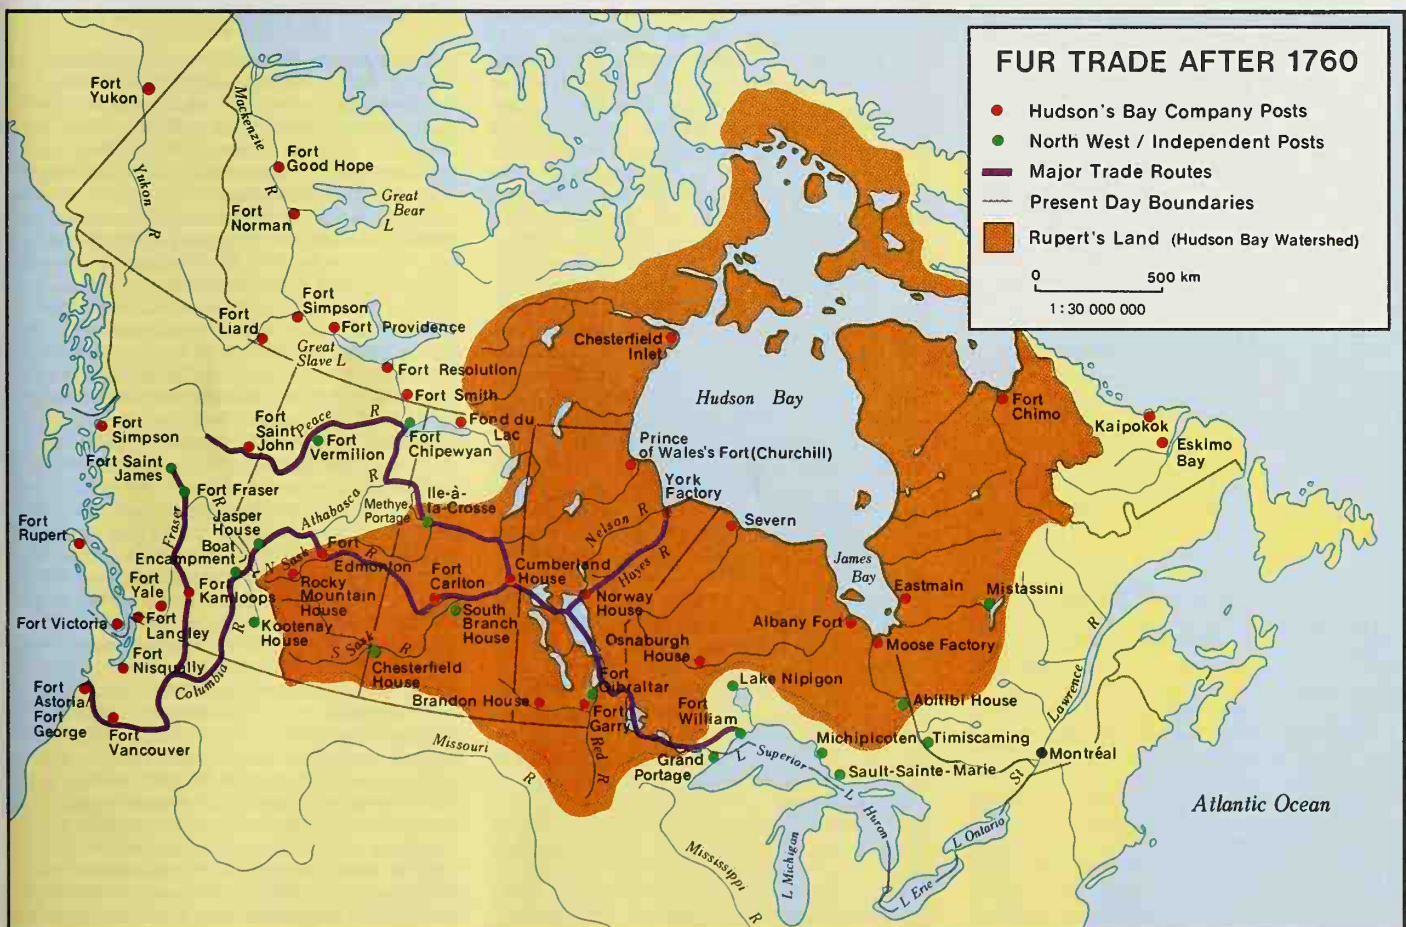 FUR TRADE AFTER 1760
Hudson's Bay Company Posts
North West / Independent Posts
Major Trade Routes
Present Day Boundaries
Rupert's Land (Hudson Bay Watershed)
0 500 km
1:30 000 000
Fort
Yukon
Yukon
R
Mackenzie
R
Fort
Good Hope
Fort
Norman
Great
Bear
L
Fort
Simpson
Fort
Liard
Fort Providence
Great
Slave L
Fort Resolution
Fort Smith
Fond du
Lac
Fort
Chipewyan
Fort
Simpson
Fort
Saint
John
Peace
R
Fort
Vermilion
Fort Saint
James
Fort Fraser
R
Fraser
Jasper
House
Athabasca
R
Methye
Portage
Ile-à-
la-Crosse
Fort
Rupert
Boat
Encampment
N Sask
R
Fort
Edmonton
Fort
Yale
Fort
Kamloops
Rocky
Mountain
House
Fort
Carlton
Cumberland
House
Fort Victoria
Fort
Langley
R
Kootenay
House
South
Branch
House
Norway
House
Fort
Nisqually
Columbia
S Sask
R
Chesterfield
House
Fort
Astoria/
Fort
George
Fort
Vancouver
Brandon House
Fort
Gibraltar
Fort
Garry
Red
R
Missouri
R
Chesterfield
Inlet
Hudson Bay
Prince
of Wales's Fort (Churchill)
York
Factory
Nelson R
Hayes R
Severn
James
Bay
Fort
Chimo
Kaipokok
Eskimo
Bay
Eastmain
Mistassini
Albany Fort
Moose Factory
Osnaburgh
House
Lake Nipigon
Fort
William
Grand
Portage
Abitibi House
Michipicoten
Timiscaming
Sault-Sainte-Marie
Montréal
St Lawrence R
L Superior
L Huron
L Michigan
L Erie
L Ontario
Mississippi
R
Atlantic Ocean